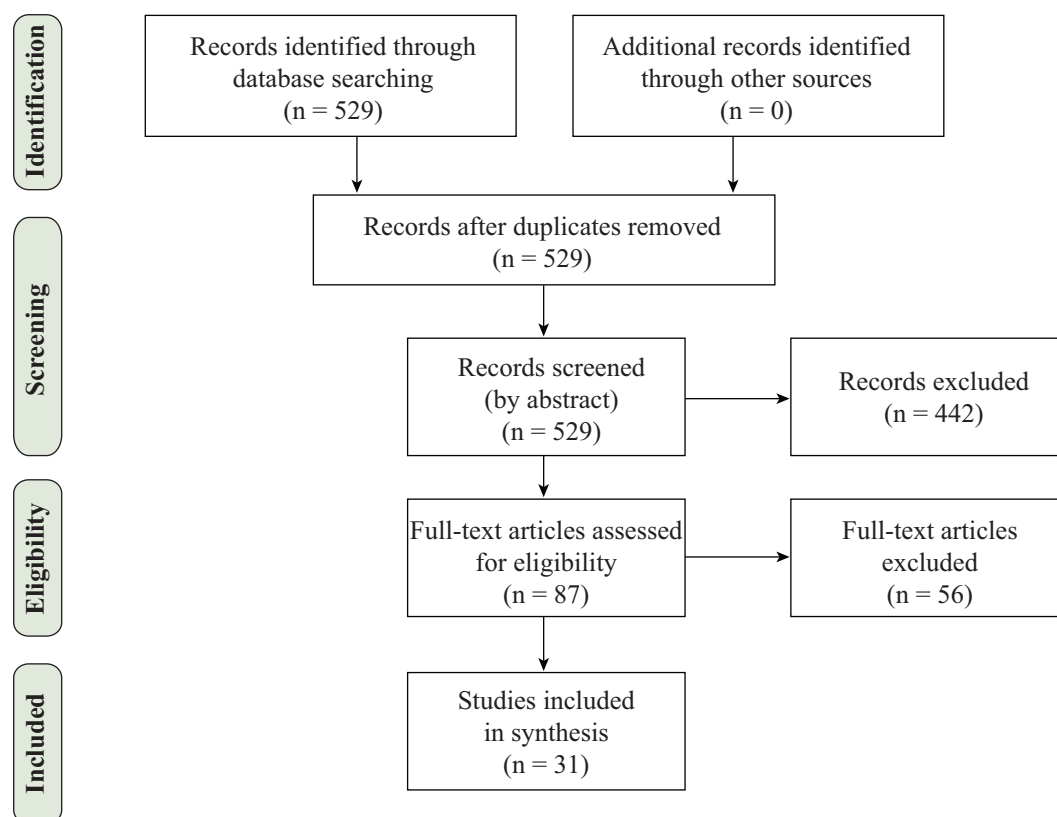 Identification
Records identified through
database searching
(n = 529)
Additional records identified
through other sources
(n = 0)
Screening
Records after duplicates removed
(n = 529)
Records screened
(by abstract)
(n = 529)
Records excluded
(n = 442)
Eligibility
Full-text articles assessed
for eligibility
(n = 87)
Full-text articles
excluded
(n = 56)
Included
Studies included
in synthesis
(n = 31)